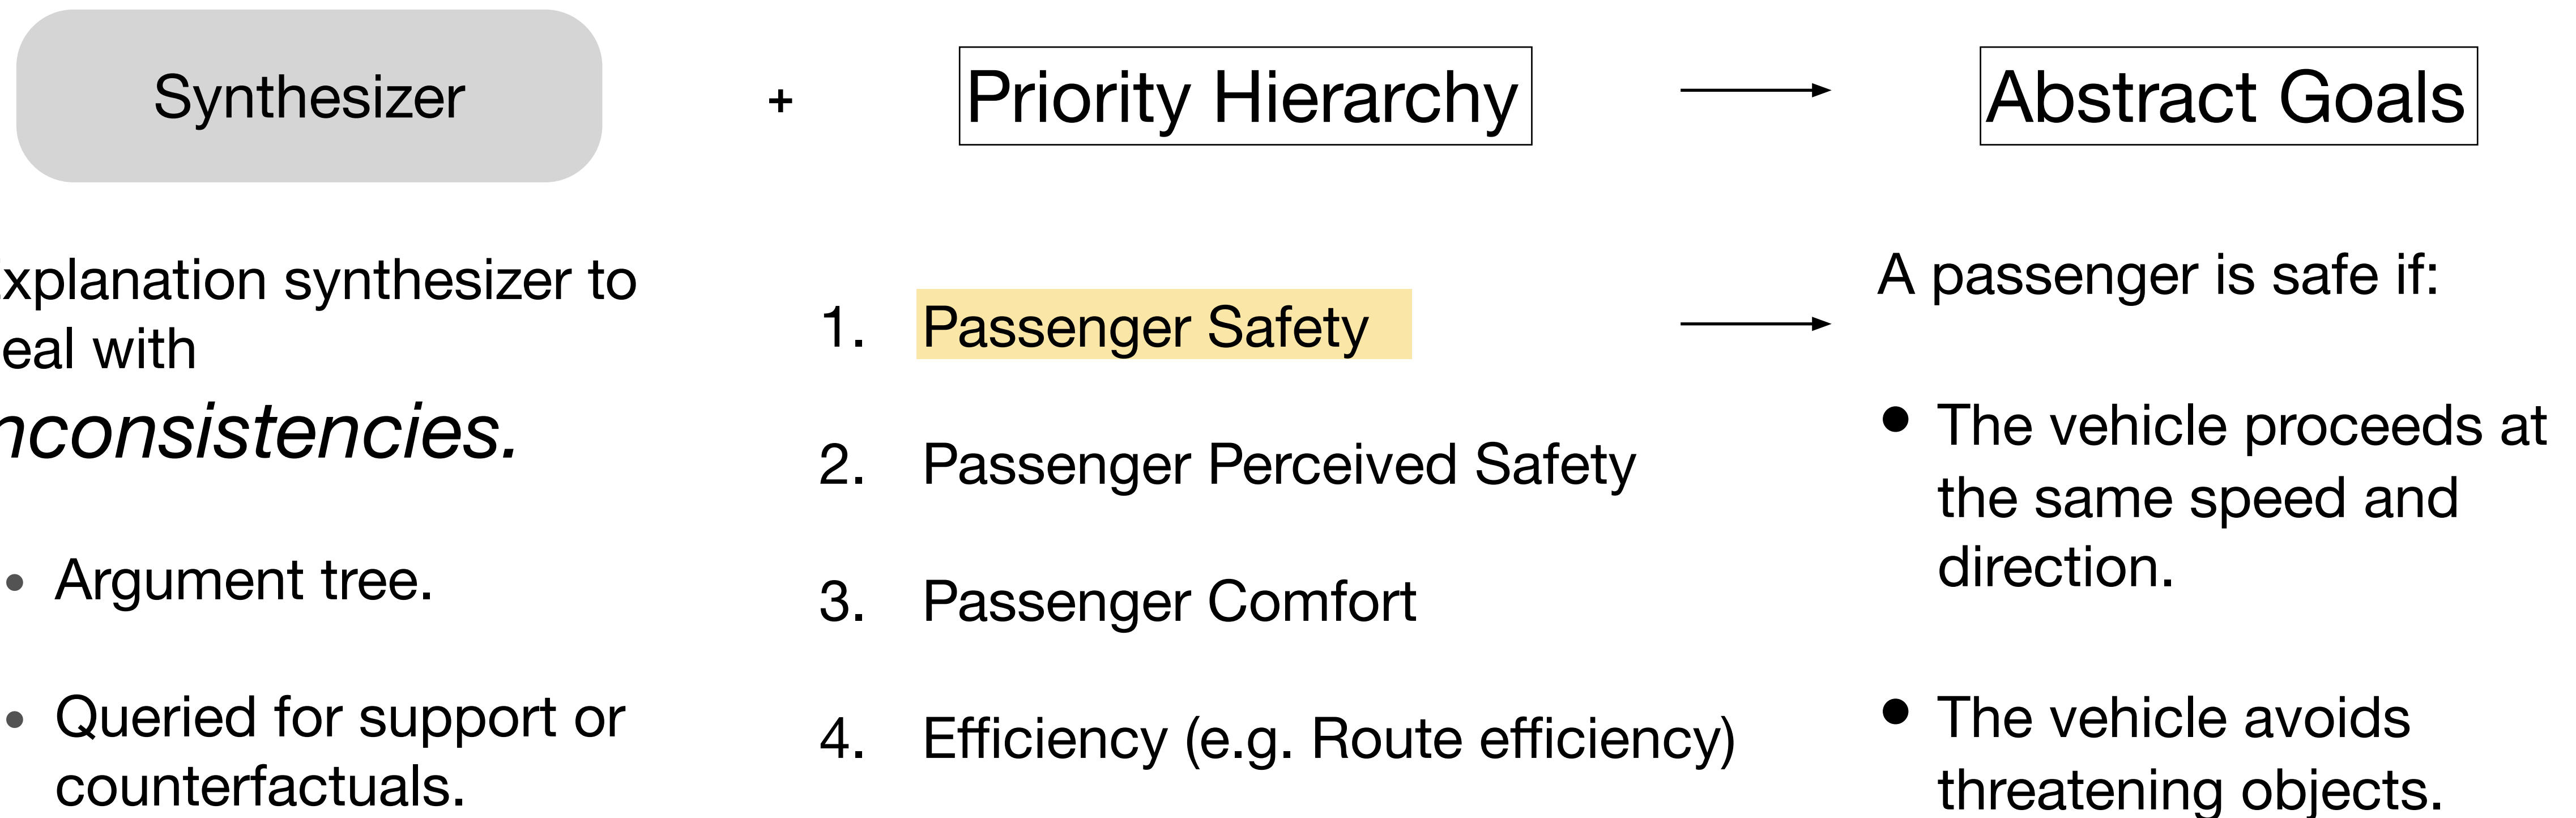 Synthesizer
+
Priority Hierarchy
Abstract Goals
xplanation synthesizer to
eal with
nconsistencies.
• Argument tree.
• Queried for support or
counterfactuals.
1. Passenger Safety
2. Passenger Perceived Safety
3. Passenger Comfort
4. Efficiency (e.g. Route efficiency)
A passenger is safe if:
• The vehicle proceeds at
the same speed and
direction.
• The vehicle avoids
threatening objects.